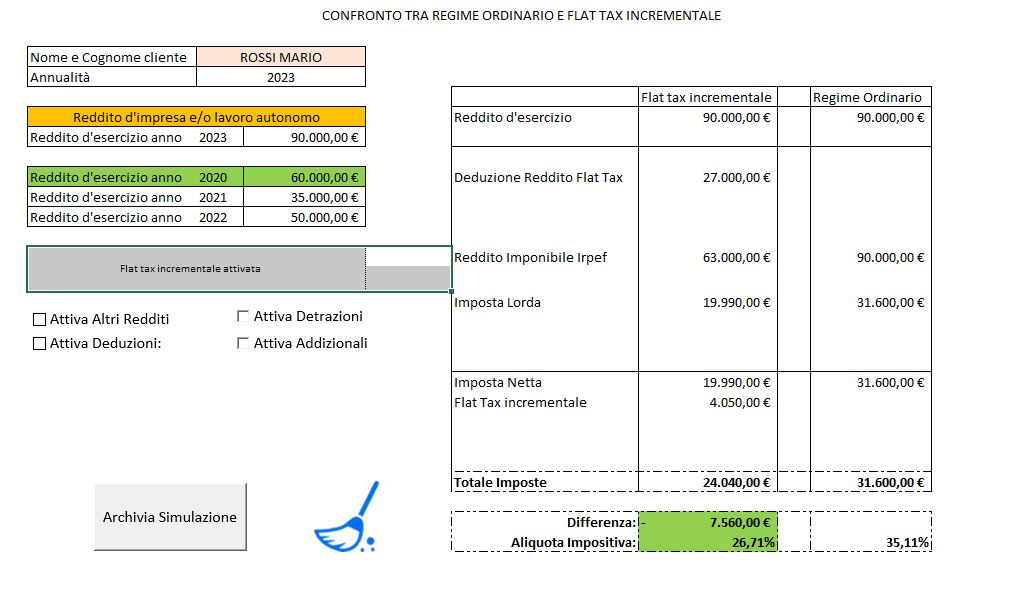 CONFRONTO TRA REGIME ORDINARIO E FLAT TAX INCREMENTALE
Nome e Cognome cliente ROSSI MARIO
Annualità 2023
Reddito d'impresa e/o lavoro autonomo
Reddito d'esercizio anno 2023 90.000,00 €
Reddito d'esercizio anno 2020 60.000,00 €
Reddito d'esercizio anno 2021 35.000,00 €
Reddito d'esercizio anno 2022 50.000,00 €
Flat tax incrementale attivata
Attiva Altri Redditi
Attiva Detrazioni
Attiva Deduzioni:
Attiva Addizionali
Archivia Simulazione
Flat tax incrementale Regime Ordinario
Reddito d'esercizio 90.000,00 € 90.000,00 €
Deduzione Reddito Flat Tax 27.000,00 €
Reddito Imponibile Irpef 63.000,00 € 90.000,00 €
Imposta Lorda 19.990,00 € 31.600,00 €
Imposta Netta 19.990,00 € 31.600,00 €
Flat Tax incrementale 4.050,00 €
Totale Imposte 24.040,00 € 31.600,00 €
Differenza: - 7.560,00 €
Aliquota Impositiva: 26,71% 35,11%